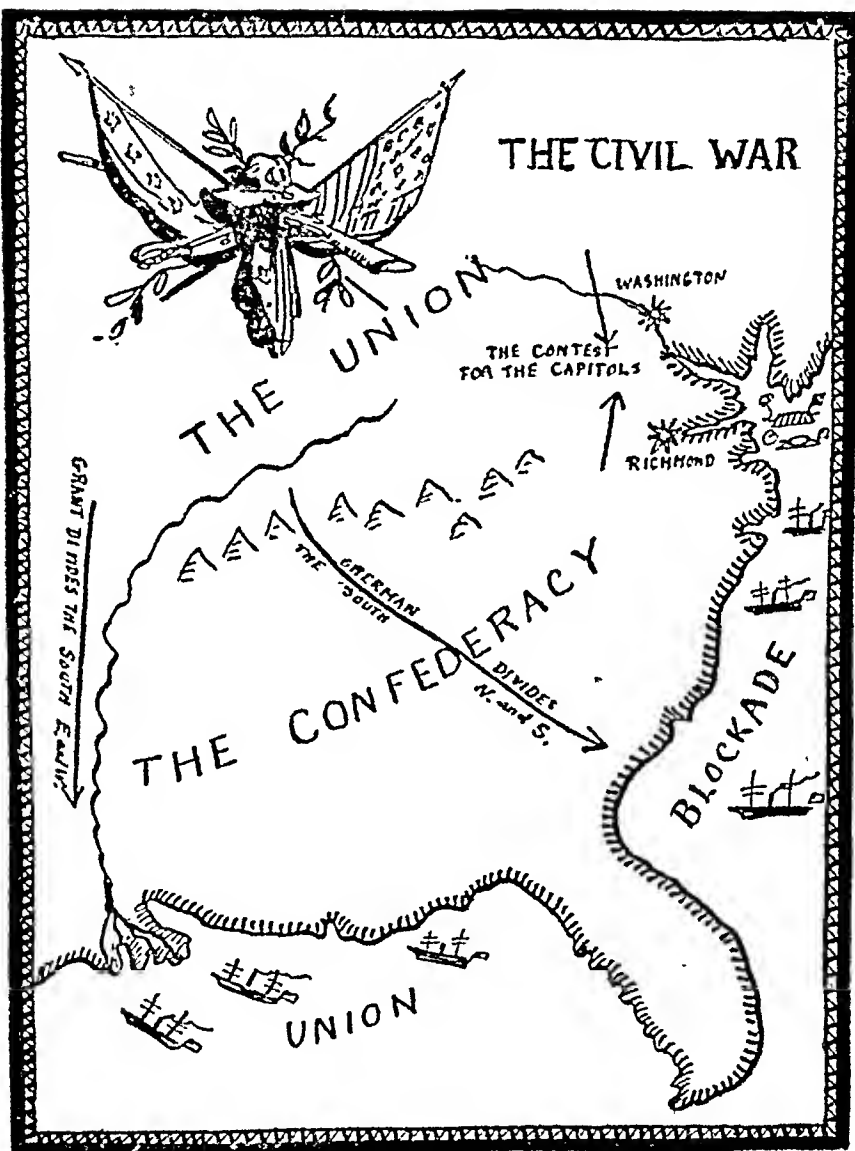 THE CIVIL WAR
THE UNION
WASHINGTON
THE CONTEST
FOR THE CAPITOLS
RICHMOND
GRANT DIVIDES THE SOUTH E and W.
SHERMAN DIVIDES
THE SOUTH N. and S.
THE CONFEDERACY
BLOCKADE
UNION